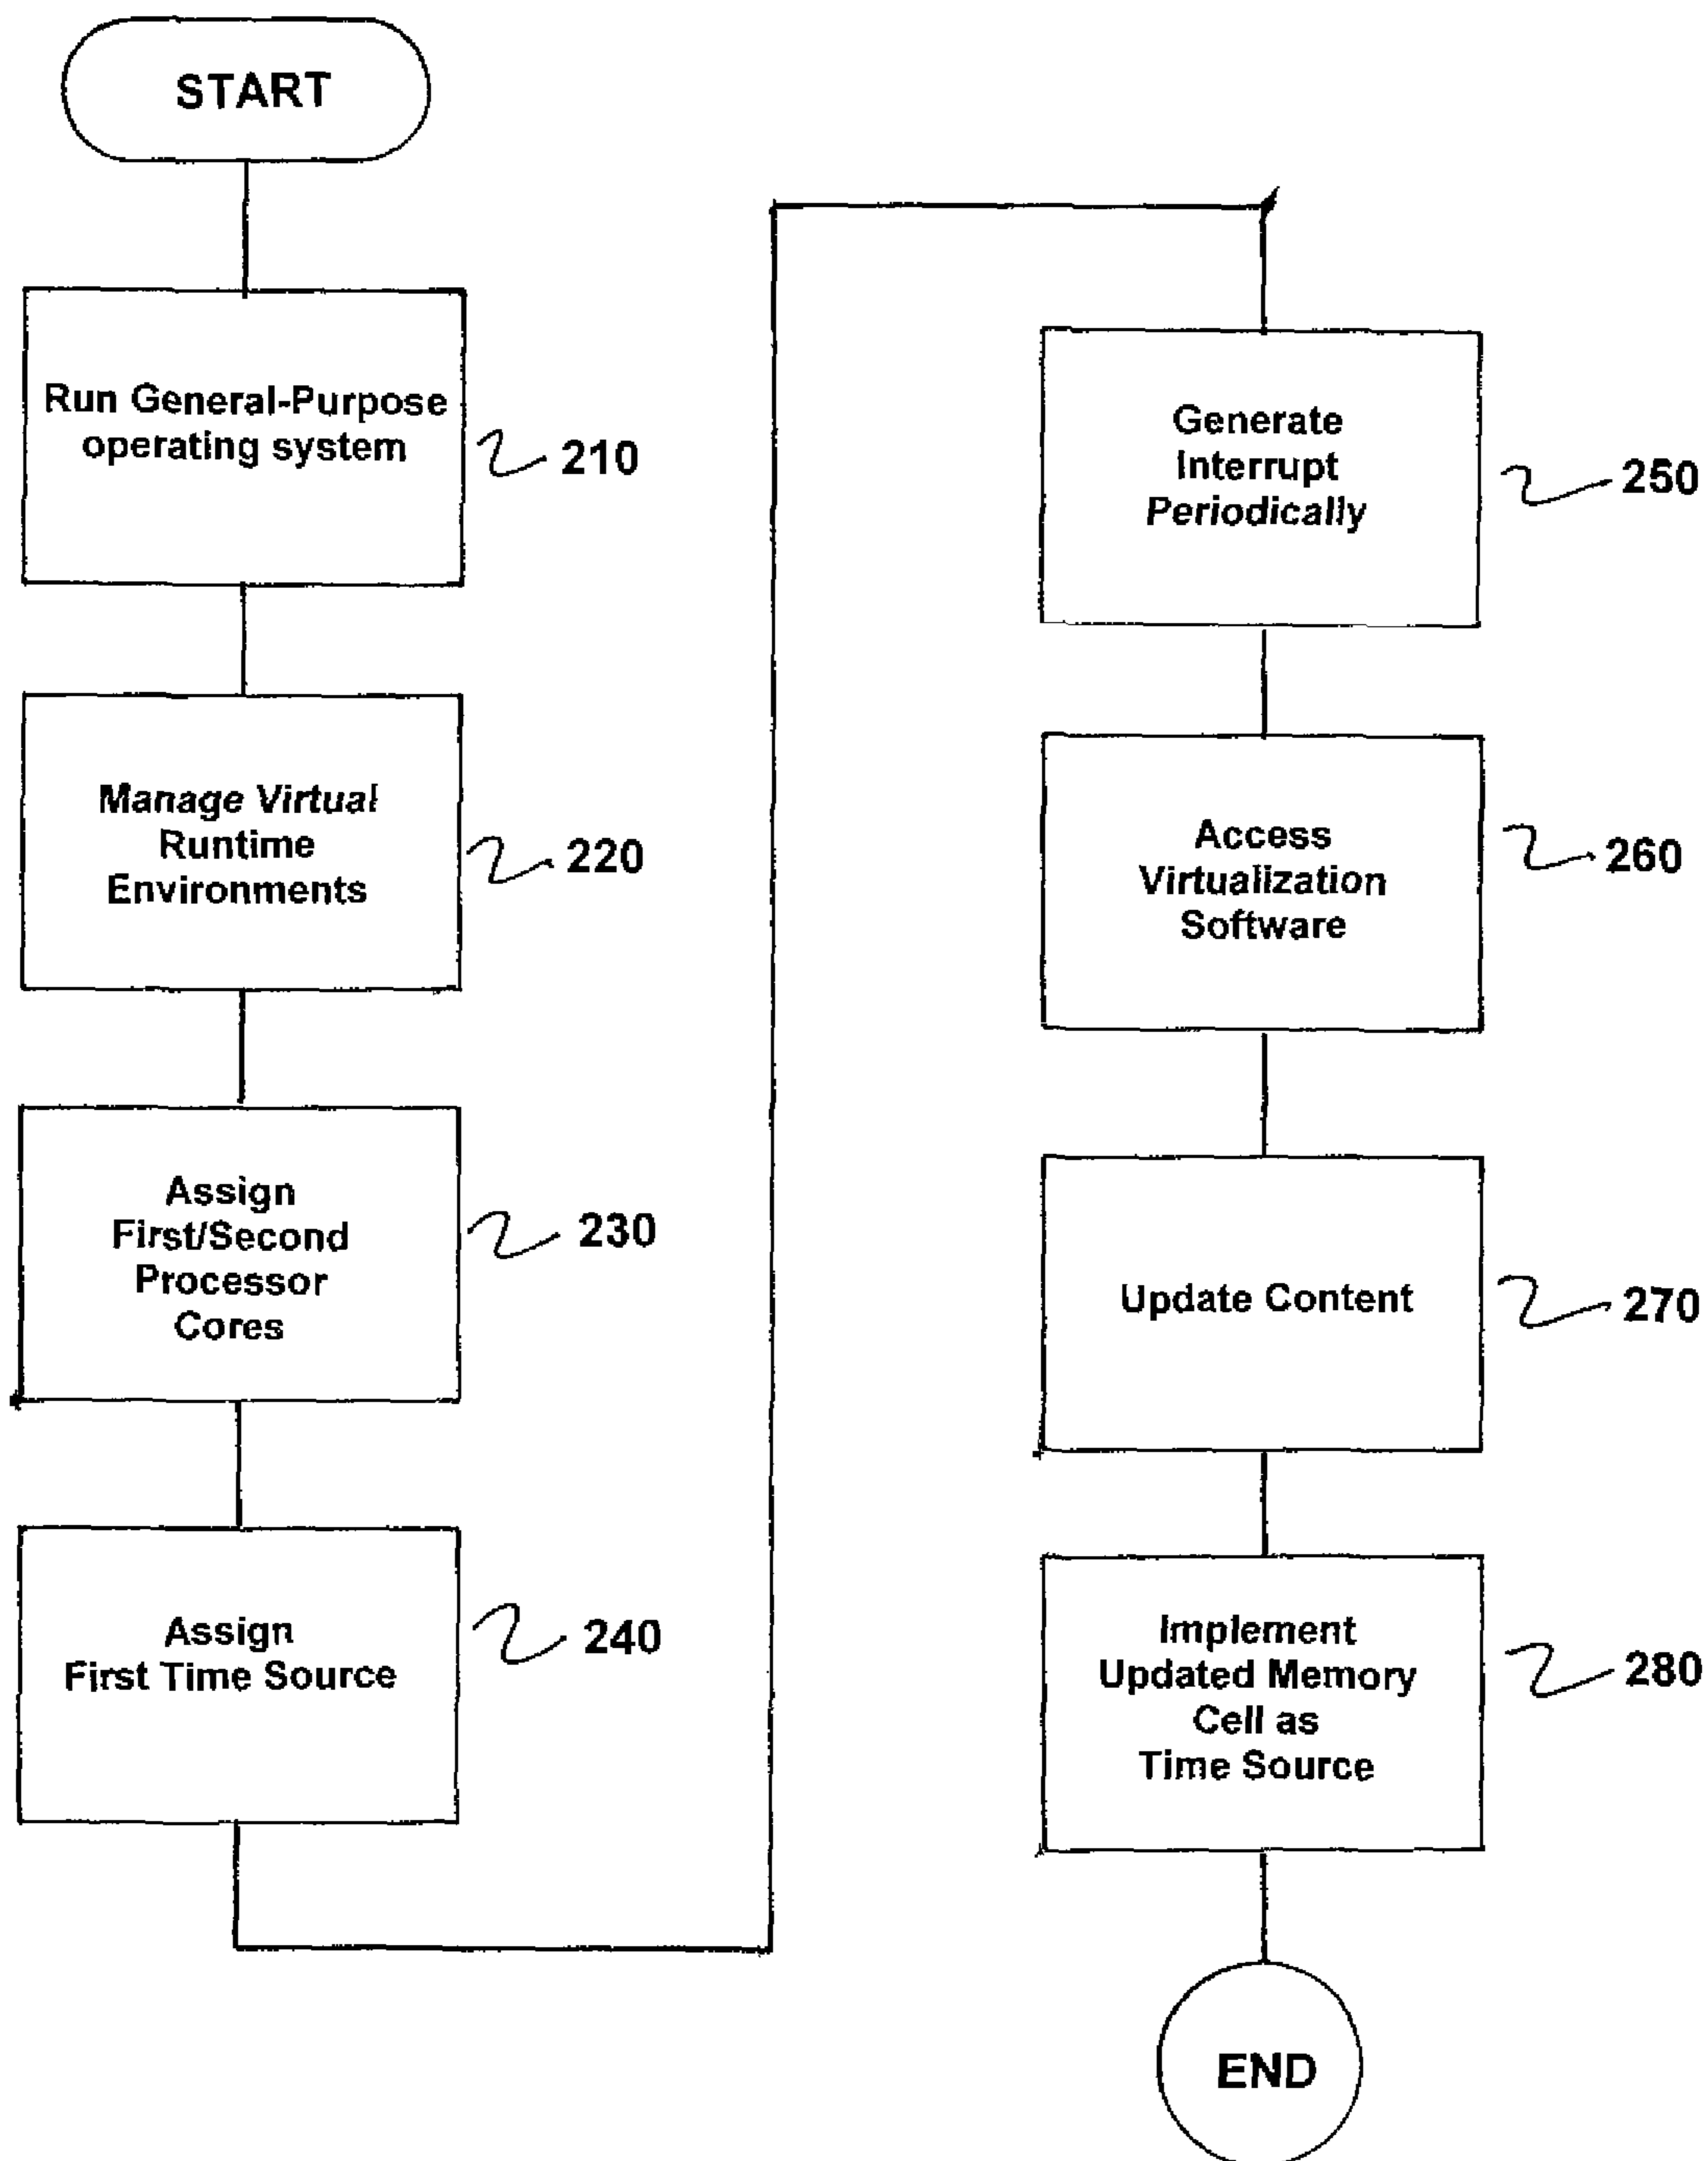 START
Run General-Purpose
operating system
210
Manage Virtual
Runtime
Environments
220
Assign
First/Second
Processor
Cores
230
Assign
First Time Source
240
Generate
Interrupt
Periodically
250
Access
Virtualization
Software
260
Update Content
270
Implement
Updated Memory
Cell as
Time Source
280
END